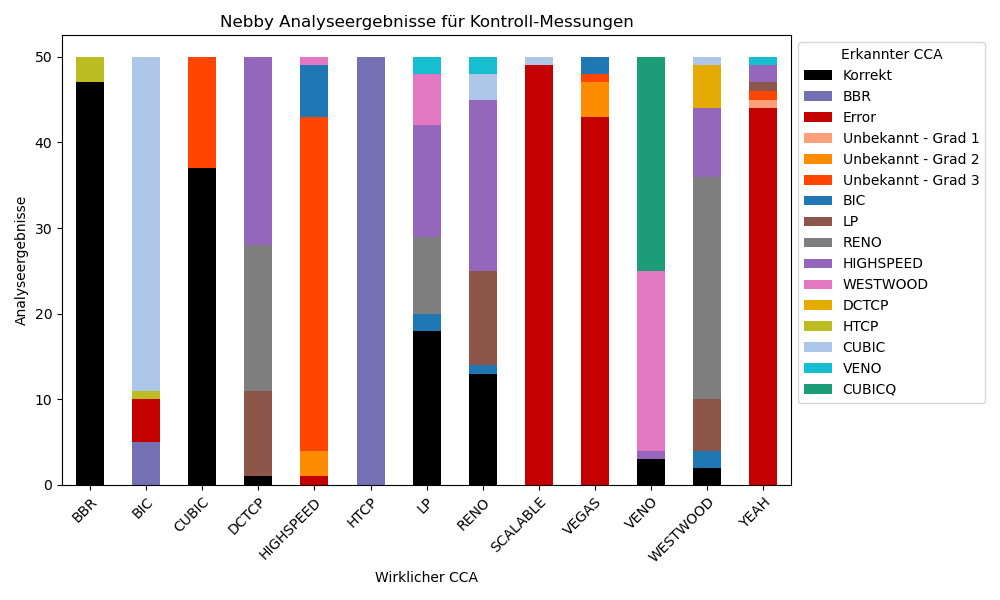 Nebby Analyseergebnisse für Kontroll-Messungen
Analyseergebnisse
50
40
30
20
10
0
BBR
BIC
CUBIC
DCTCP
HIGHSPEED
HTCP
LP
RENO
SCALABLE
VEGAS
VENO
WESTWOOD
YEAH
Wirklicher CCA
Erkannter CCA
Korrekt
BBR
Error
Unbekannt - Grad 1
Unbekannt - Grad 2
Unbekannt - Grad 3
BIC
LP
RENO
HIGHSPEED
WESTWOOD
DCTCP
HTCP
CUBIC
VENO
CUBICQ